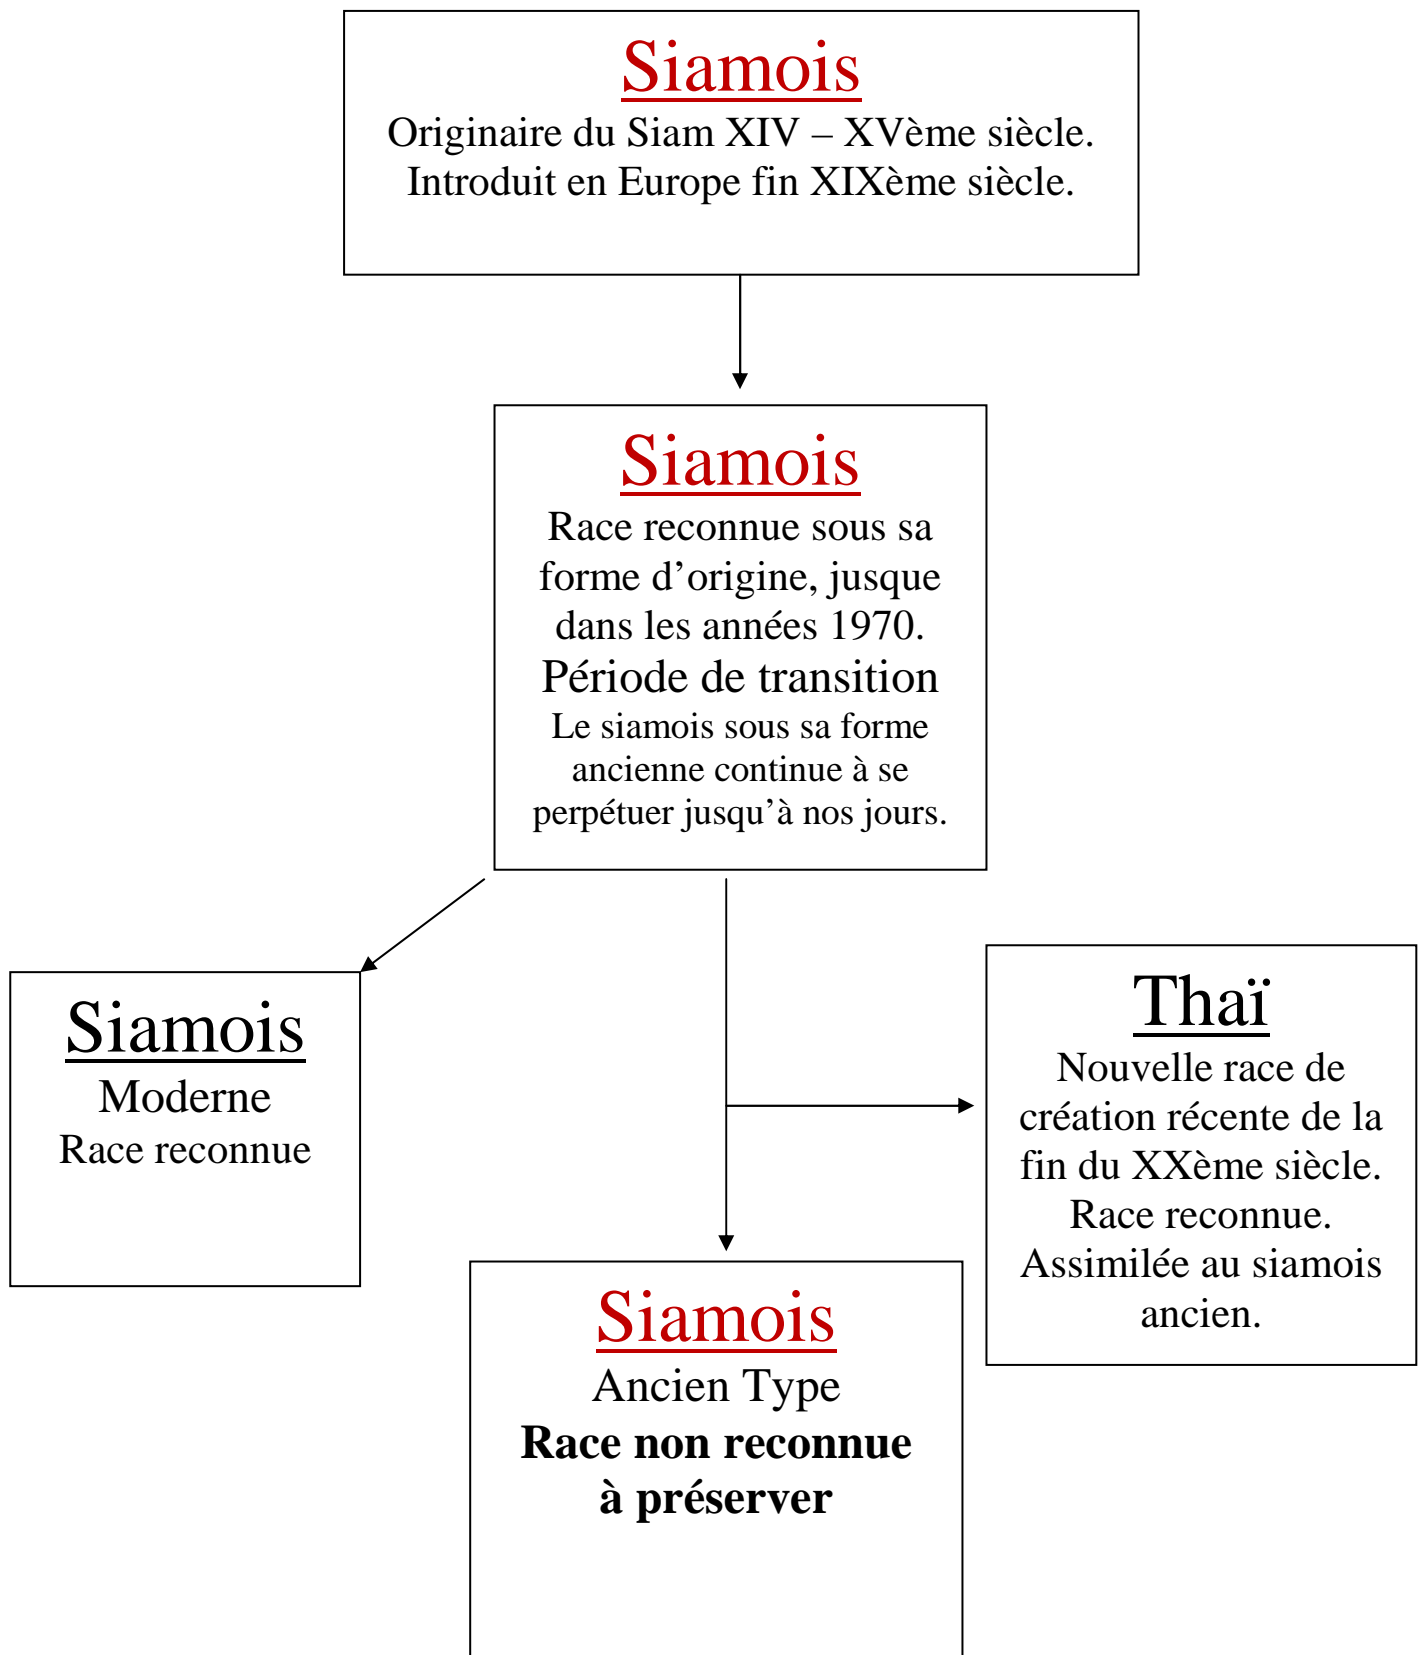 Siamois
Originaire du Siam XIV – XVème siècle.
Introduit en Europe fin XIXème siècle.
Siamois
Race reconnue sous sa
forme d’origine, jusque
dans les années 1970.
Période de transition
Le siamois sous sa forme
ancienne continue à se
perpétuer jusqu’à nos jours.
Siamois
Moderne
Race reconnue
Thaï
Nouvelle race de
création récente de la
fin du XXème siècle.
Race reconnue.
Assimilée au siamois
ancien.
Siamois
Ancien Type
Race non reconnue
à préserver